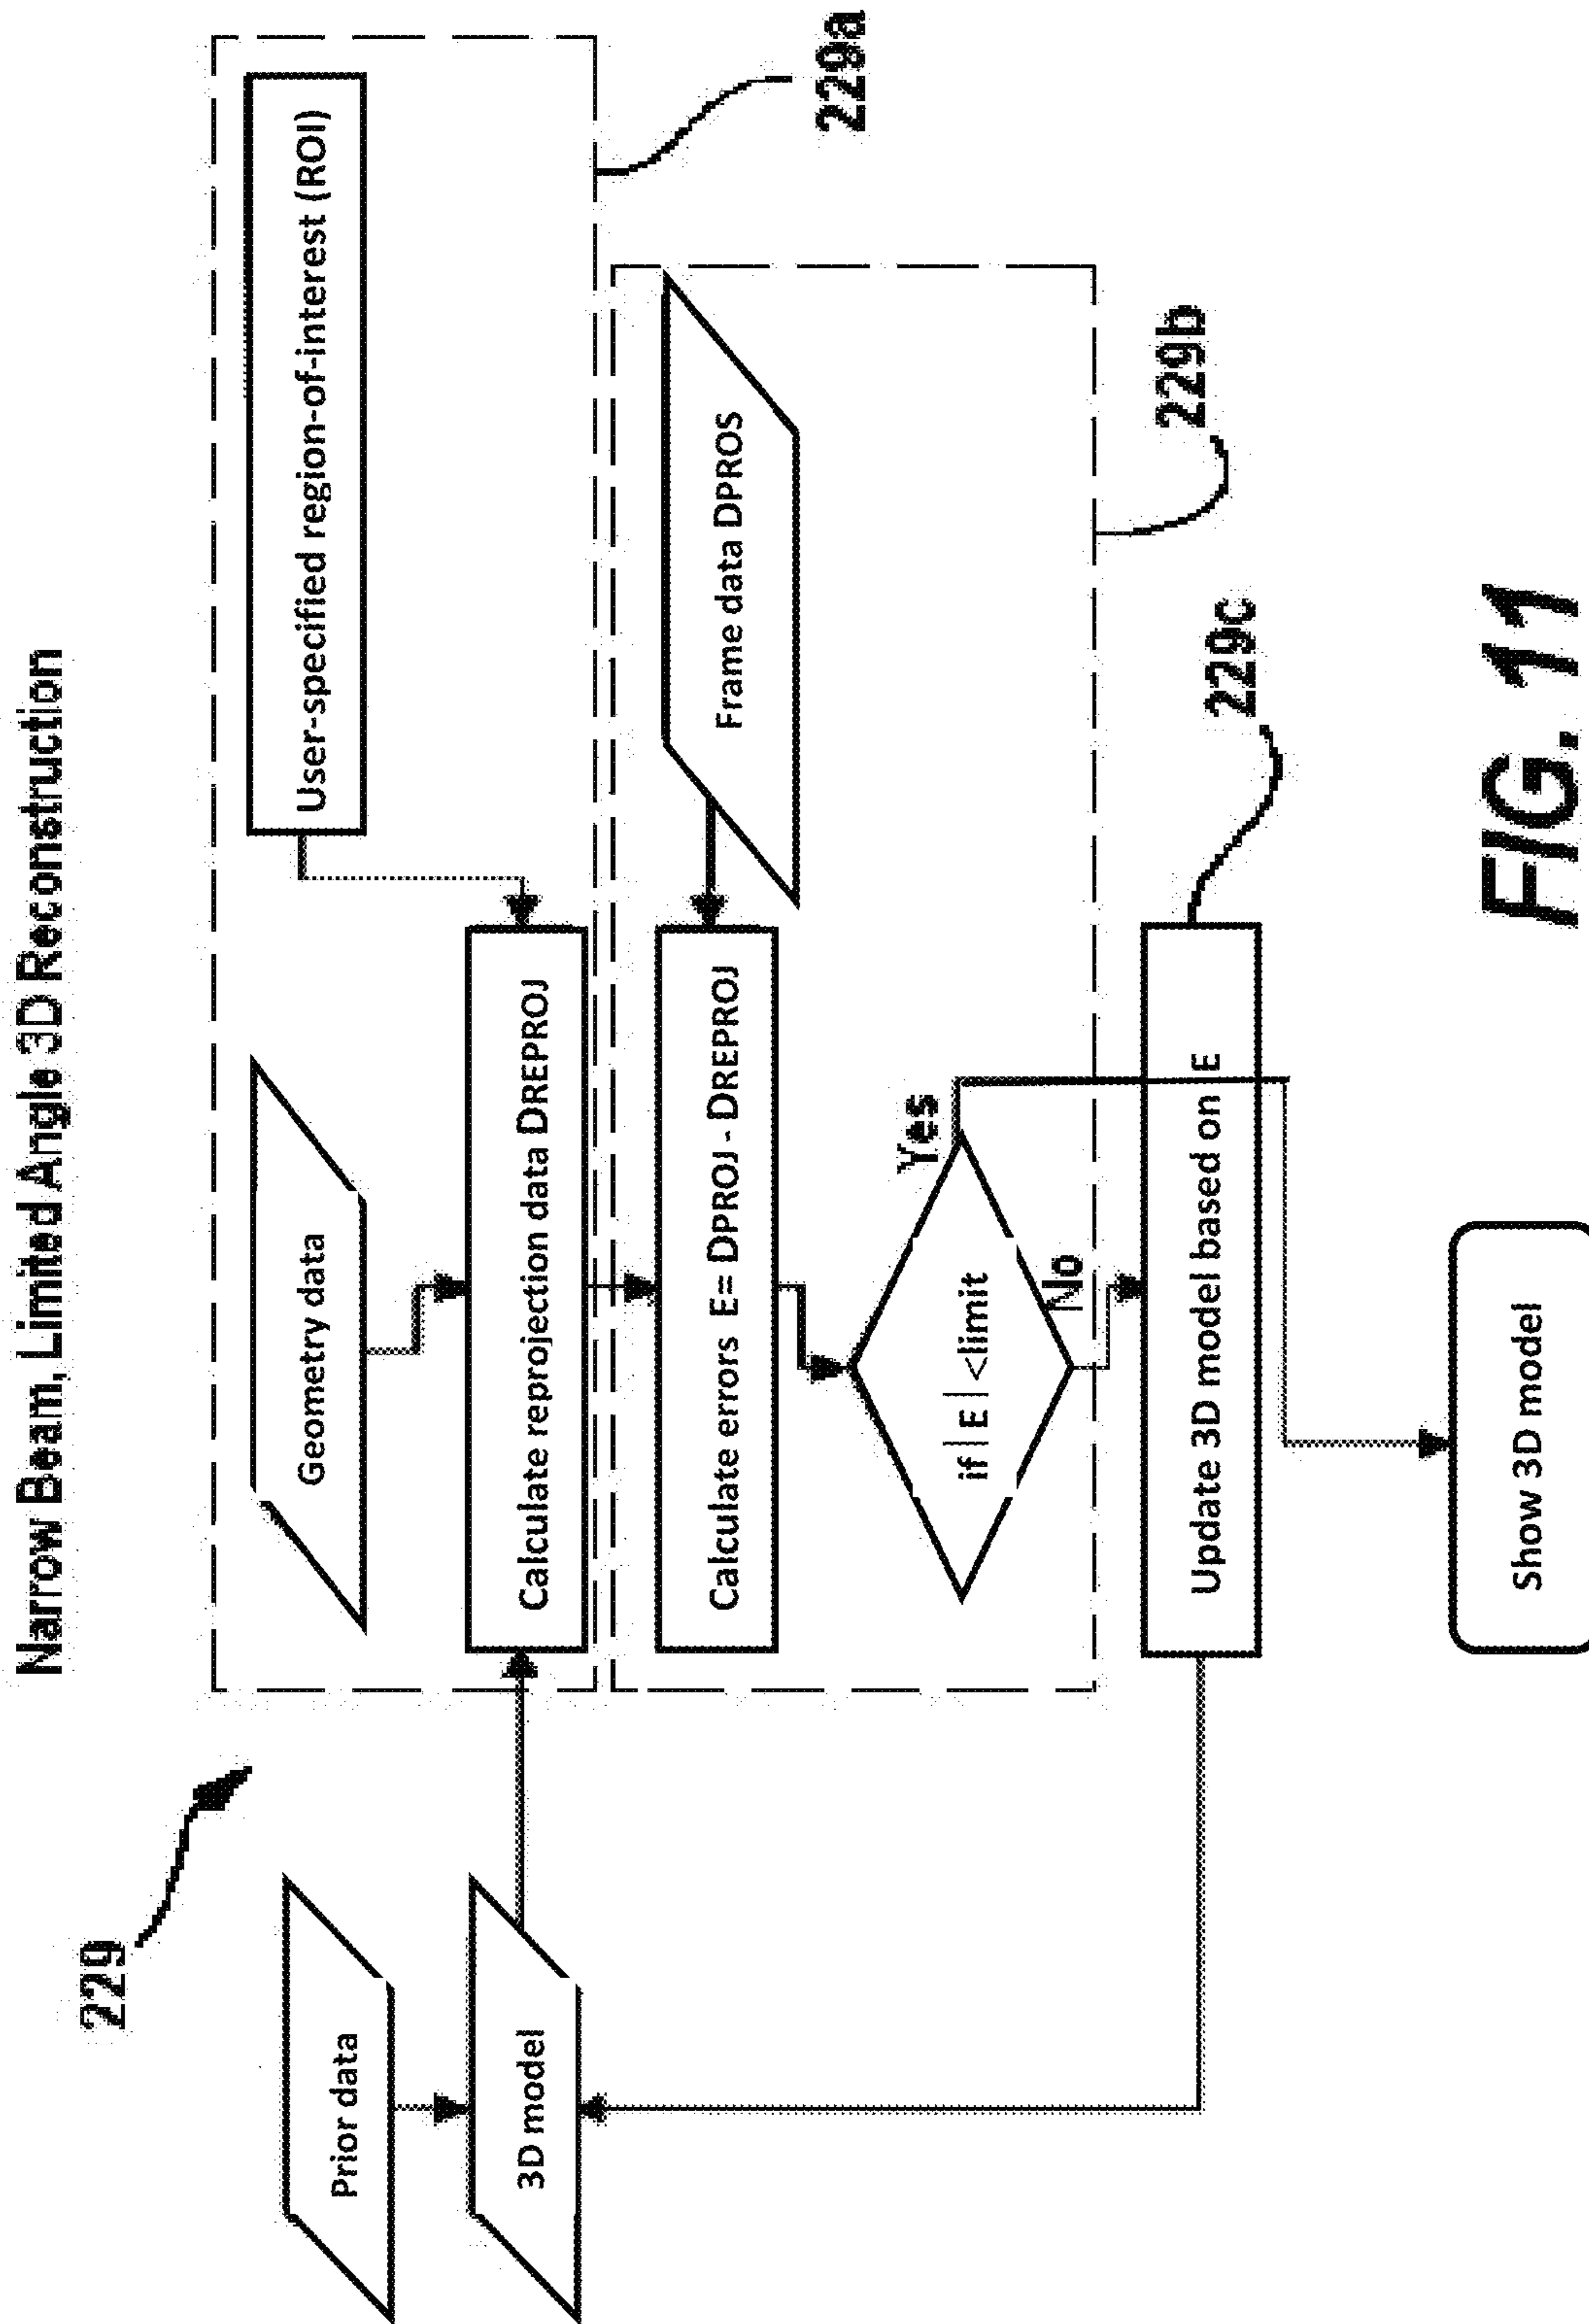 Narrow Beam, Limited Angle 3D Reconstruction
229
Prior data
Geometry data
User-specified region-of-interest (ROI)
3D model
Calculate reprojection data DREPROJ
229a
Calculate errors E= DPROJ - DREPROJ
Frame data DPROS
if |E| <limit
Yes
No
229b
Update 3D model based on E
229c
Show 3D model
FIG. 11